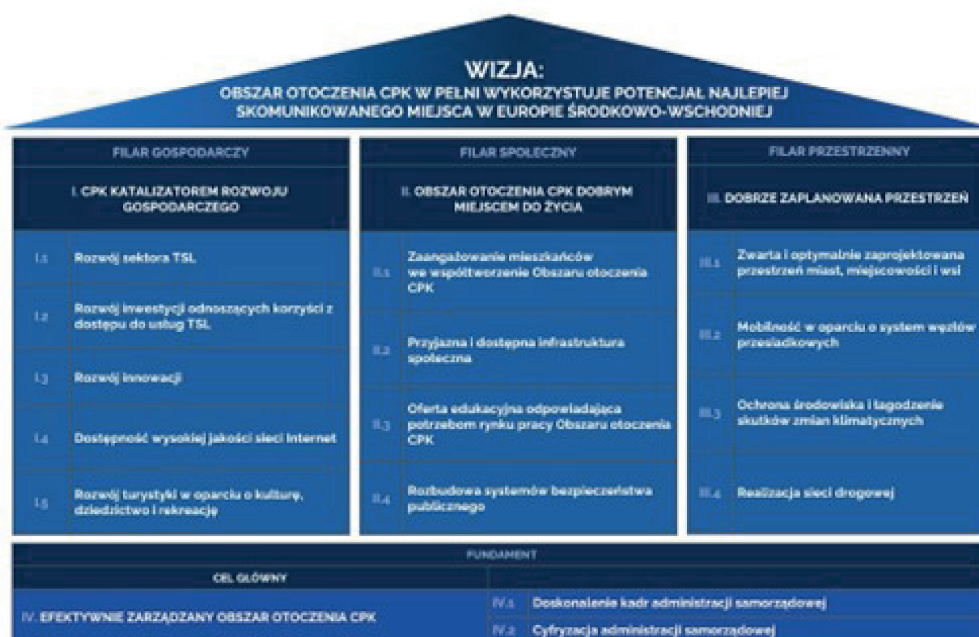 WIZJA:
OBSZAR OTOCZENIA CPK W PEŁNI WYKORZYSTUJE POTENCJAŁ NAJLEPIEJ
SKOMUNIKOWANEGO MIEJSCA W EUROPIE ŚRODKOWO-WSCHODNIEJ
FILAR GOSPODARCZY
I. CPK KATALIZATOREM ROZWOJU
GOSPODARCZEGO
I.1 Rozwój sektora TSL
I.2 Rozwój inwestycji odnoszących korzyści z
dostępu do usług TSL
I.3 Rozwój innowacji
I.4 Dostępność wysokiej jakości sieci Internet
I.5 Rozwój turystyki w oparciu o kulturę,
dziedzictwo i rekreację
FILAR SPOŁECZNY
II. OBSZAR OTOCZENIA CPK DOBRYM
MIEJSCEM DO ŻYCIA
II.1 Zaangażowanie mieszkańców
we współtworzenie Obszaru otoczenia
CPK
II.2 Przyjazna i dostępna infrastruktura
społeczna
II.3 Oferta edukacyjna odpowiadająca
potrzebom rynku pracy Obszaru otoczenia
CPK
II.4 Rozbudowa systemów bezpieczeństwa
publicznego
FILAR PRZESTRZENNY
III. DOBRZE ZAPLANOWANA PRZESTRZEŃ
III.1 Zwarta i optymalnie zaprojektowana
przestrzeń miast, miejscowości i wsi
III.2 Mobilność w oparciu o system węzłów
przesiadkowych
III.3 Ochrona środowiska i łagodzenie
skutków zmian klimatycznych
III.4 Realizacja sieci drogowej
FUNDAMENT
CEL GŁÓWNY
IV. EFEKTYWNIE ZARZĄDZANY OBSZAR OTOCZENIA CPK
IV.1 Doskonalenie kadr administracji samorządowej
IV.2 Cyfryzacja administracji samorządowej